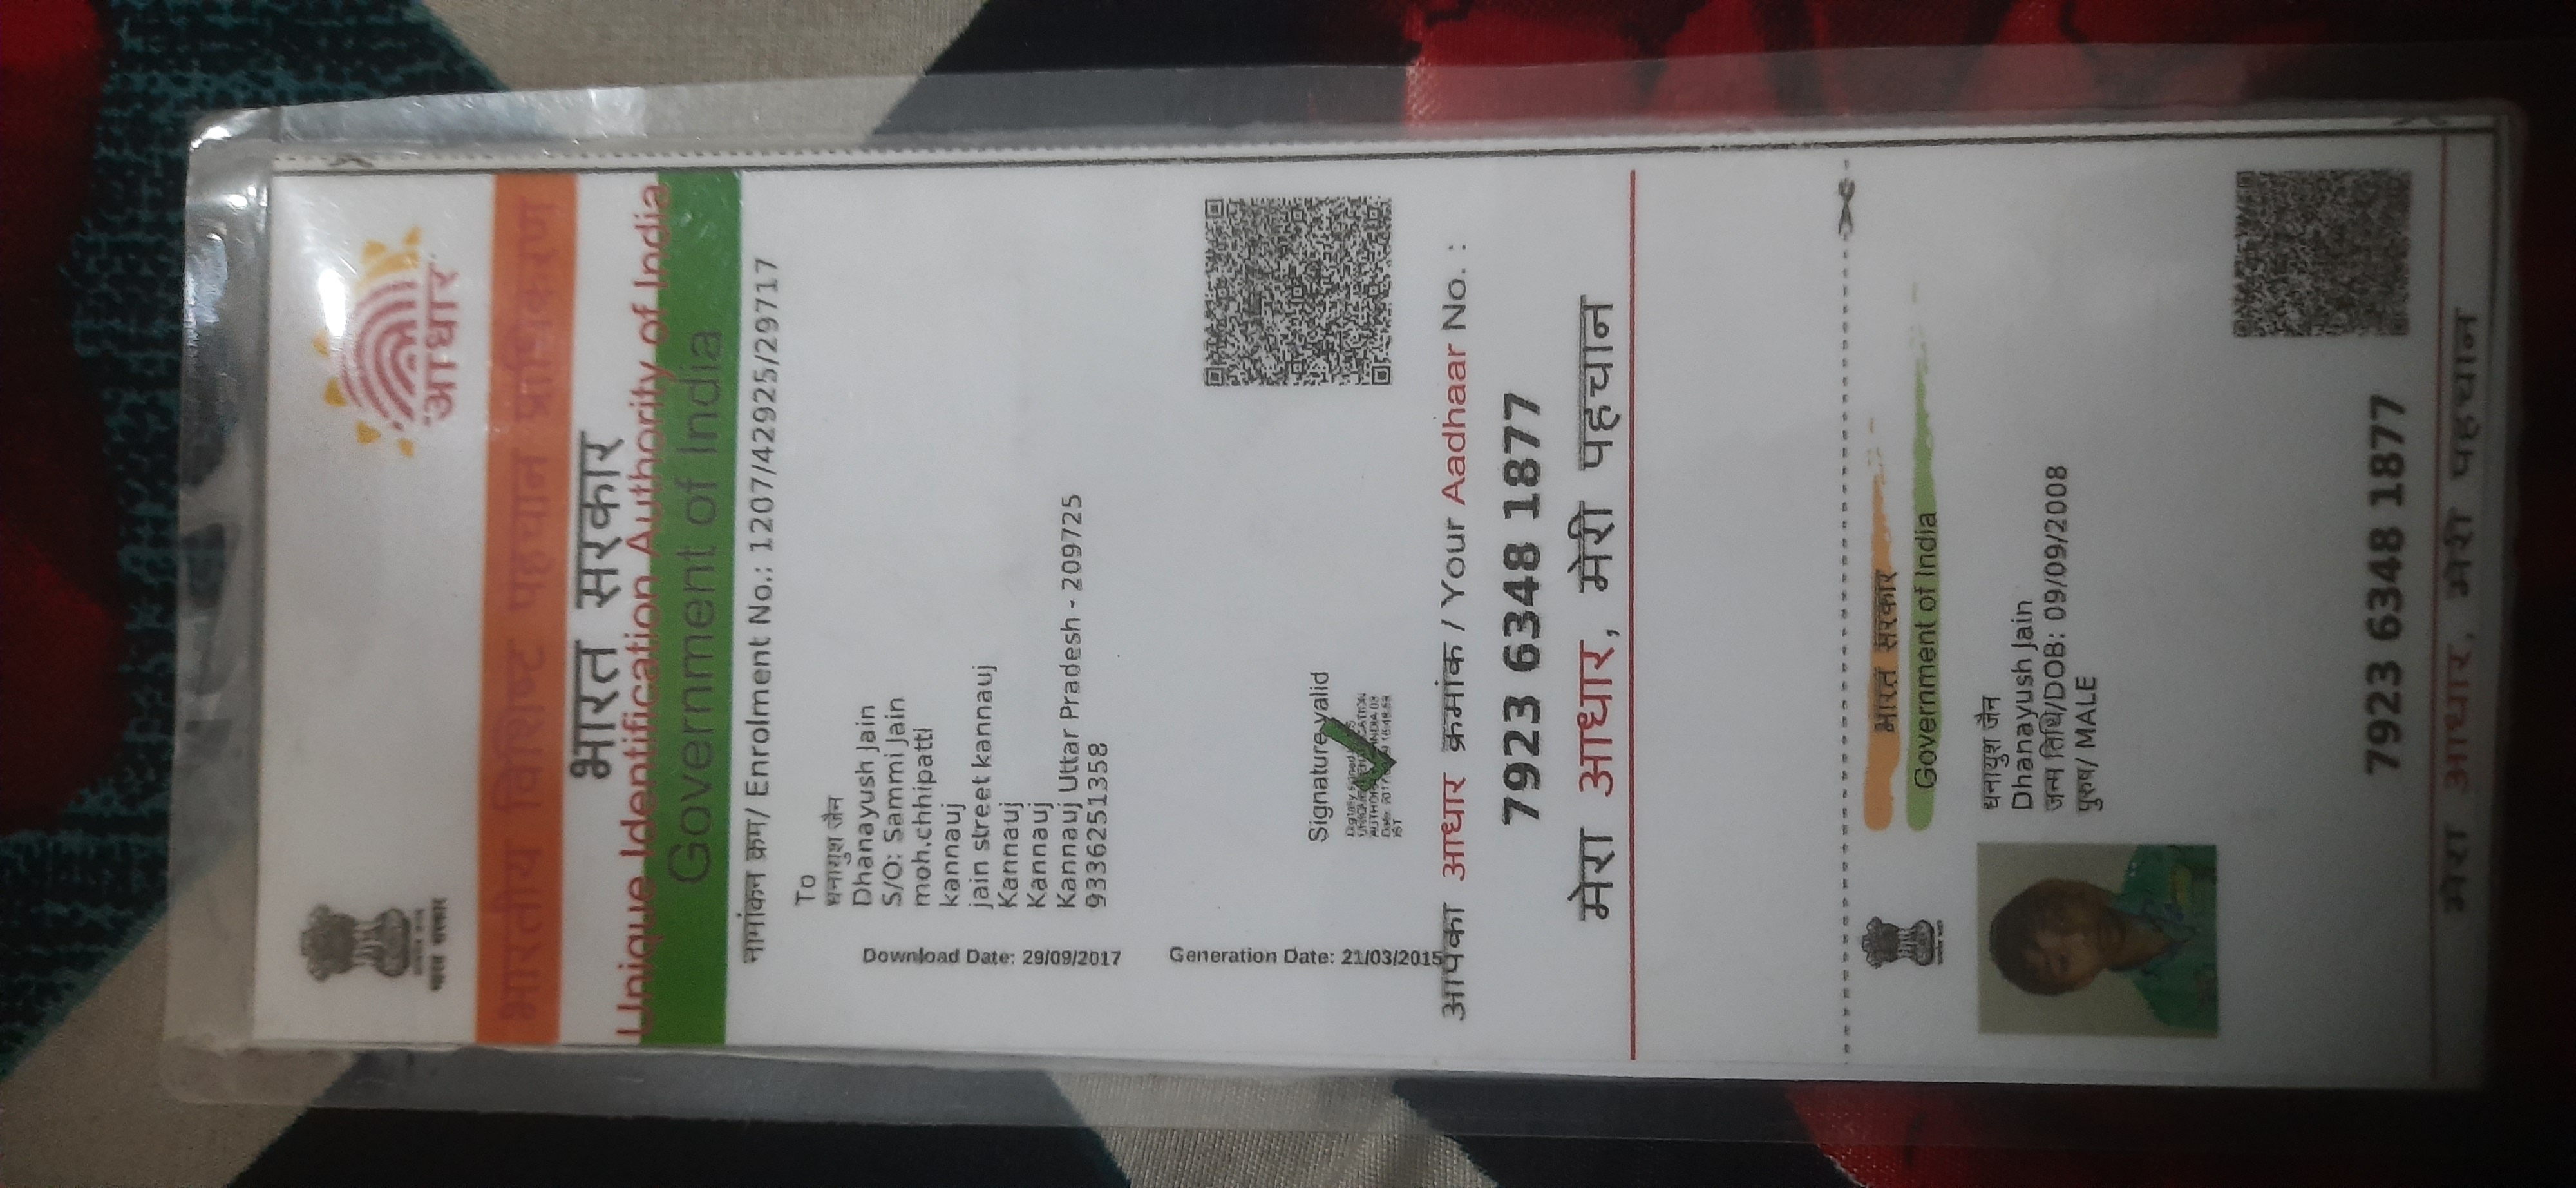 आधार
भारत सरकार
भारतीय विशिष्ट पहचान प्राधिकरण
भारत सरकार
Unique Identification Authority of India
Government of India
नामांकन क्रम/ Enrolment No.: 1207/42925/29717
To
धनायुश जैन
Dhanayush Jain
S/O: Sammi Jain
moh.chhipatti
kannauj
jain street kannauj
Kannauj
Kannauj
Kannauj Uttar Pradesh - 209725
9336251358
Download Date: 29/09/2017
Generation Date: 21/03/2015
Signature valid
आपका आधार क्रमांक / Your Aadhaar No. :
7923 6348 1877
मेरा आधार, मेरी पहचान
भारत सरकार
Government of India
धनायुश जैन
Dhanayush Jain
जन्म तिथि/DOB: 09/09/2008
पुरुष/ MALE
7923 6348 1877
मेरा आधार, मेरी पहचान